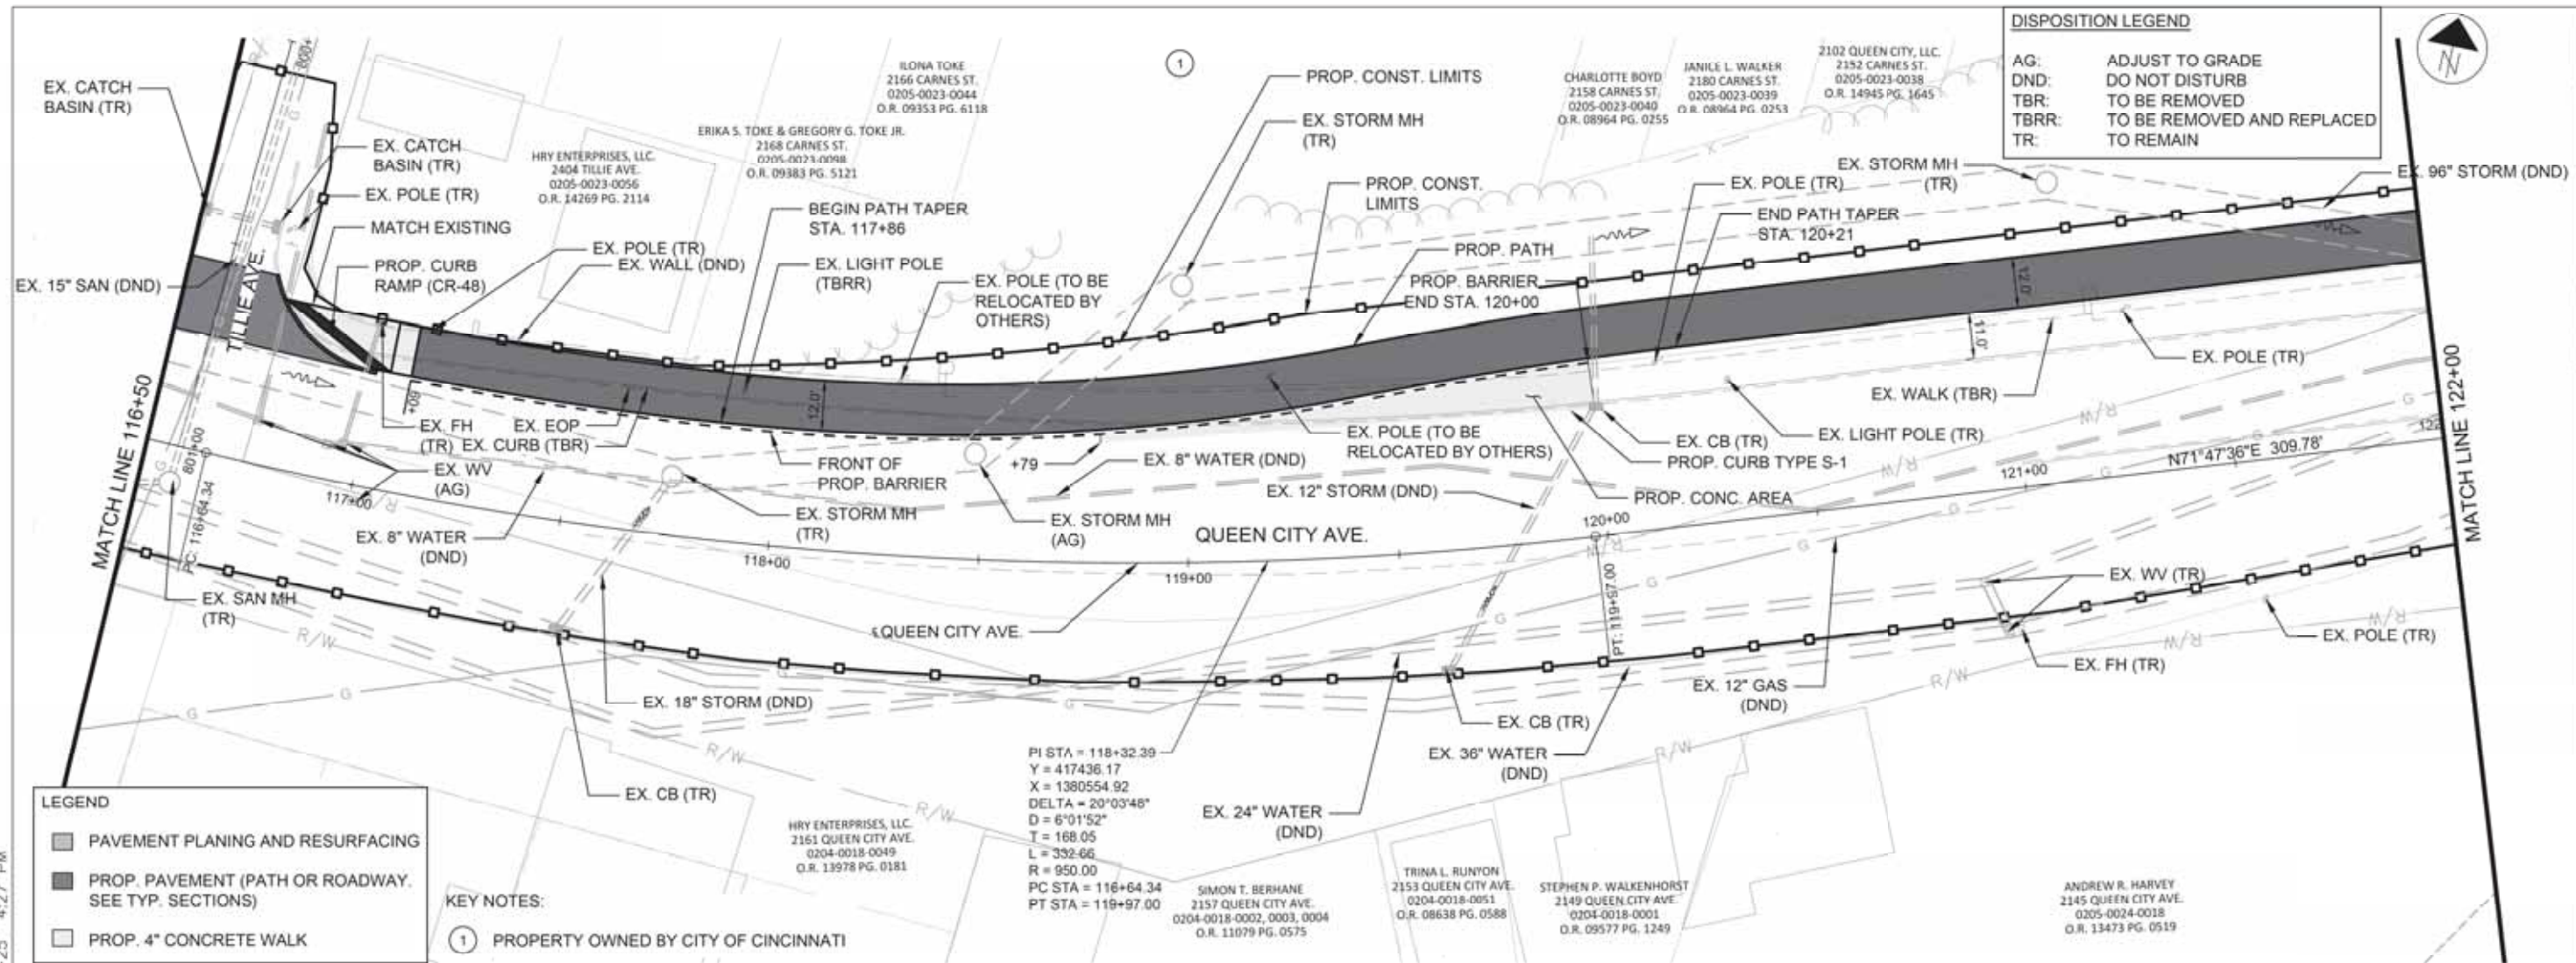 DISPOSITION LEGEND
AG: ADJUST TO GRADE
DND: DO NOT DISTURB
TBR: TO BE REMOVED
TBRR: TO BE REMOVED AND REPLACED
TR: TO REMAIN
N
EX. CATCH
BASIN (TR)
R/W
800+
G
EX. CATCH
BASIN (TR)
EX. POLE (TR)
MATCH EXISTING
PROP. CURB
RAMP (CR-48)
EX. 15" SAN (DND)
TILLIE AVE.
HRY ENTERPRISES, LLC.
2404 TILLIE AVE.
0205-0023-0056
O.R. 14269 PG. 2114
ERIKA S. TOKE & GREGORY G. TOKE JR.
2168 CARNES ST.
0205-0023-0098
O.R. 09383 PG. 5121
ILONA TOKE
2166 CARNES ST.
0205-0023-0044
O.R. 09353 PG. 6118
1
CHARLOTTE BOYD
2158 CARNES ST.
0205-0023-0040
O.R. 08964 PG. 0255
JANICE L. WALKER
2180 CARNES ST.
0205-0023-0039
O.R. 08964 PG. 0253
2102 QUEEN CITY, LLC.
2152 CARNES ST.
0205-0023-0038
O.R. 14945 PG. 1645
PROP. CONST. LIMITS
EX. STORM MH
(TR)
PROP. CONST.
LIMITS
EX. POLE (TR)
EX. WALL (DND)
BEGIN PATH TAPER
STA. 117+86
EX. LIGHT POLE
(TBRR)
EX. POLE (TO BE
RELOCATED BY
OTHERS)
PROP. PATH
PROP. BARRIER
END STA. 120+00
EX. POLE (TR)
END PATH TAPER
STA. 120+21
EX. STORM MH
(TR)
EX. 96" STORM (DND)
X
12.0'
11.0'
12.0'
EX. POLE (TR)
EX. WALK (TBR)
EX. LIGHT POLE (TR)
EX. CB (TR)
PROP. CURB TYPE S-1
PROP. CONC. AREA
EX. POLE (TO BE
RELOCATED BY OTHERS)
+79
EX. 8" WATER (DND)
EX. 12" STORM (DND)
EX. STORM MH
(AG)
FRONT OF
PROP. BARRIER
EX. STORM MH
(TR)
+09
EX. FH
(TR)
EX. EOP
EX. CURB (TBR)
EX. WV
(AG)
EX. 8" WATER
(DND)
MATCH LINE 116+50
801+00
PC: 116+64.34
117+00
118+00
119+00
120+00
121+00
122
N71°47'36"E 309.78'
MATCH LINE 122+00
QUEEN CITY AVE.
℄QUEEN CITY AVE.
PT: 119+97.00
EX. SAN MH
(TR)
EX. 18" STORM (DND)
EX. CB (TR)
EX. WV (TR)
EX. POLE (TR)
EX. FH (TR)
EX. 12" GAS
(DND)
EX. CB (TR)
EX. 36" WATER
(DND)
EX. 24" WATER
(DND)
R/W
R/W
R/W
R/W
R/W
R/W
R/W
R/W
R/W
R/W
R
G
G
G
G
G
G
G
G
G
G
G
PI STA = 118+32.39
Y = 417436.17
X = 1380554.92
DELTA = 20°03'48"
D = 6°01'52"
T = 168.05
L = 332.66
R = 950.00
PC STA = 116+64.34
PT STA = 119+97.00
HRY ENTERPRISES, LLC.
2161 QUEEN CITY AVE.
0204-0018-0049
O.R. 13978 PG. 0181
SIMON T. BERHANE
2157 QUEEN CITY AVE.
0204-0018-0002, 0003, 0004
O.R. 11079 PG. 0575
TRINA L. RUNYON
2153 QUEEN CITY AVE.
0204-0018-0051
O.R. 08638 PG. 0588
STEPHEN P. WALKENHORST
2149 QUEEN CITY AVE.
0204-0018-0001
O.R. 09577 PG. 1249
ANDREW R. HARVEY
2145 QUEEN CITY AVE.
0205-0024-0018
O.R. 13473 PG. 0519
LEGEND
PAVEMENT PLANING AND RESURFACING
PROP. PAVEMENT (PATH OR ROADWAY.
SEE TYP. SECTIONS)
PROP. 4" CONCRETE WALK
KEY NOTES:
1 PROPERTY OWNED BY CITY OF CINCINNATI
4:27 PM